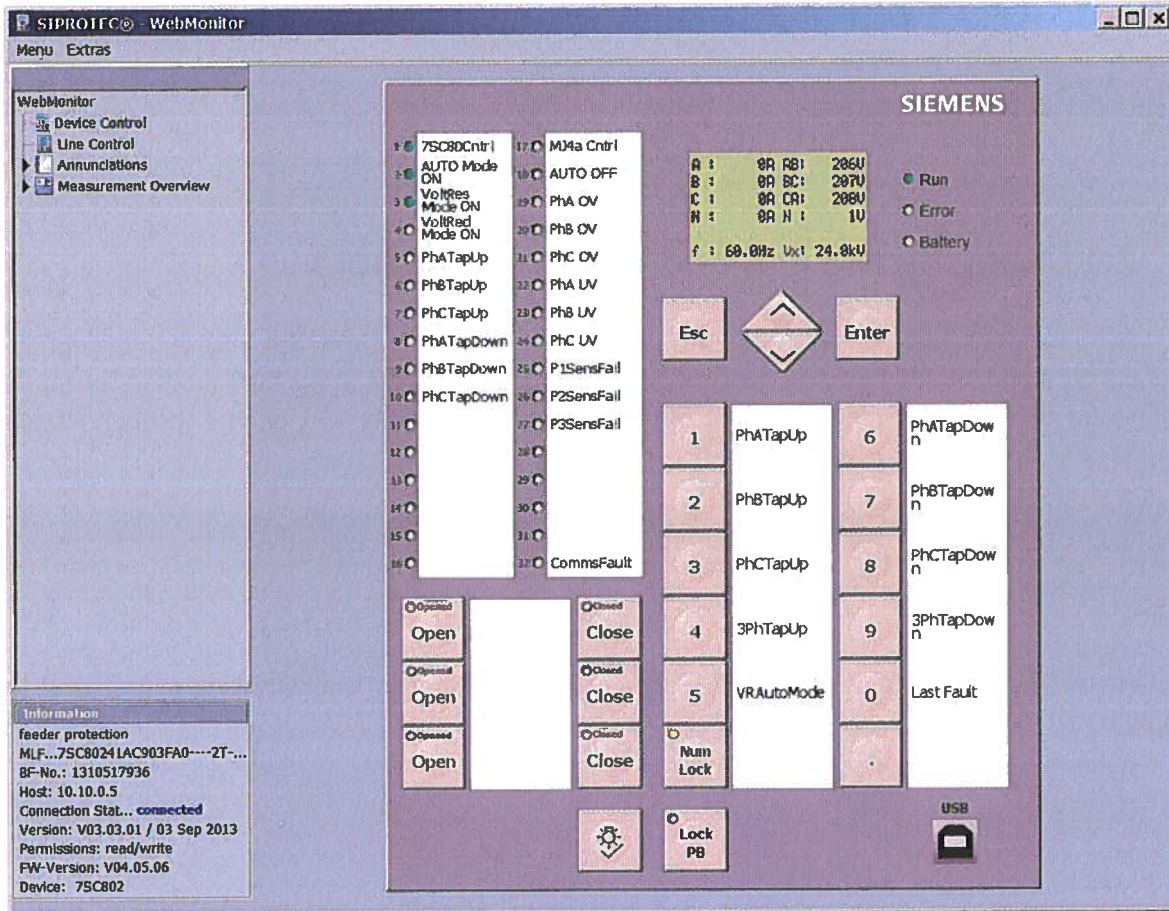 SIPROTEC® - WebMonitor
Menu Extras
WebMonitor
Device Control
Line Control
Annunciations
Measurement Overview
Information
feeder protection
MLF...7SC80241AC903FA0----2T-...
BF-No.: 1310517936
Host: 10.10.0.5
Connection Stat... connected
Version: V03.03.01 / 03 Sep 2013
Permissions: read/write
FW-Version: V04.05.06
Device: 7SC802
SIEMENS
1 7SC80Cntrl
2 AUTO Mode
ON
3 VoltRes
Mode ON
4 VoltRed
Mode ON
5 PhATapUp
6 PhBTapUp
7 PhCTapUp
8 PhATapDown
9 PhBTapDown
10 PhCTapDown
11
12
13
14
15
16
17 MJ4a Cntrl
18 AUTO OFF
19 PhA OV
20 PhB OV
21 PhC OV
22 PhA UV
23 PhB UV
24 PhC UV
25 P1SensFail
26 P2SensFail
27 P3SensFail
28
29
30
31
32 CommsFault
A : 0A AB: 206V
B : 0A BC: 207V
C : 0A CA: 208V
N : 0A N : 1V
f : 60.0Hz Vx: 24.0kV
Run
Error
Battery
Esc
Enter
1 PhATapUp
2 PhBTapUp
3 PhCTapUp
4 3PhTapUp
5 VRAutoMode
6 PhATapDow
n
7 PhBTapDow
n
8 PhCTapDow
n
9 3PhTapDow
n
0 Last Fault
Num
Lock
.
Opened
Open
Closed
Close
Opened
Open
Closed
Close
Opened
Open
Closed
Close
Lock
PB
USB